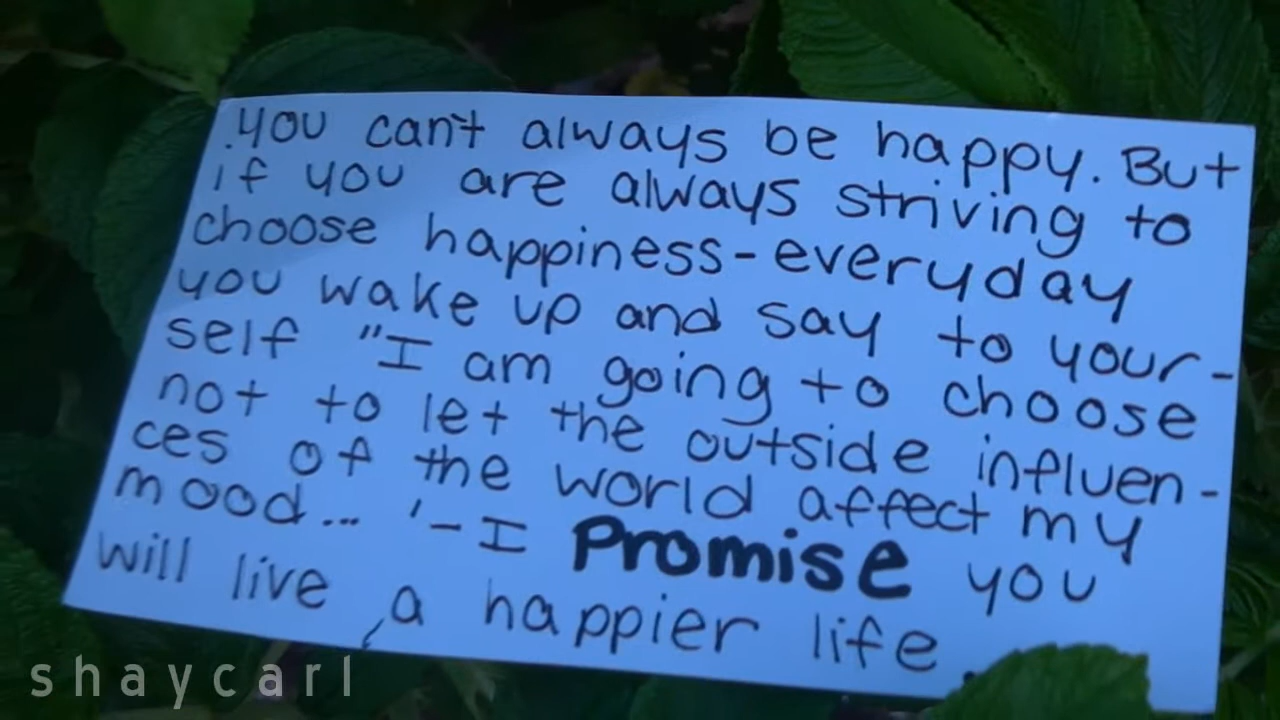 you can't always be happy. But
if you are always striving to
choose happiness-everyday
you wake up and say to your-
self "I am going to choose
not to let the outside influen-
ces of the world affect my
mood... '-I Promise you
will live a happier life.
shaycarl